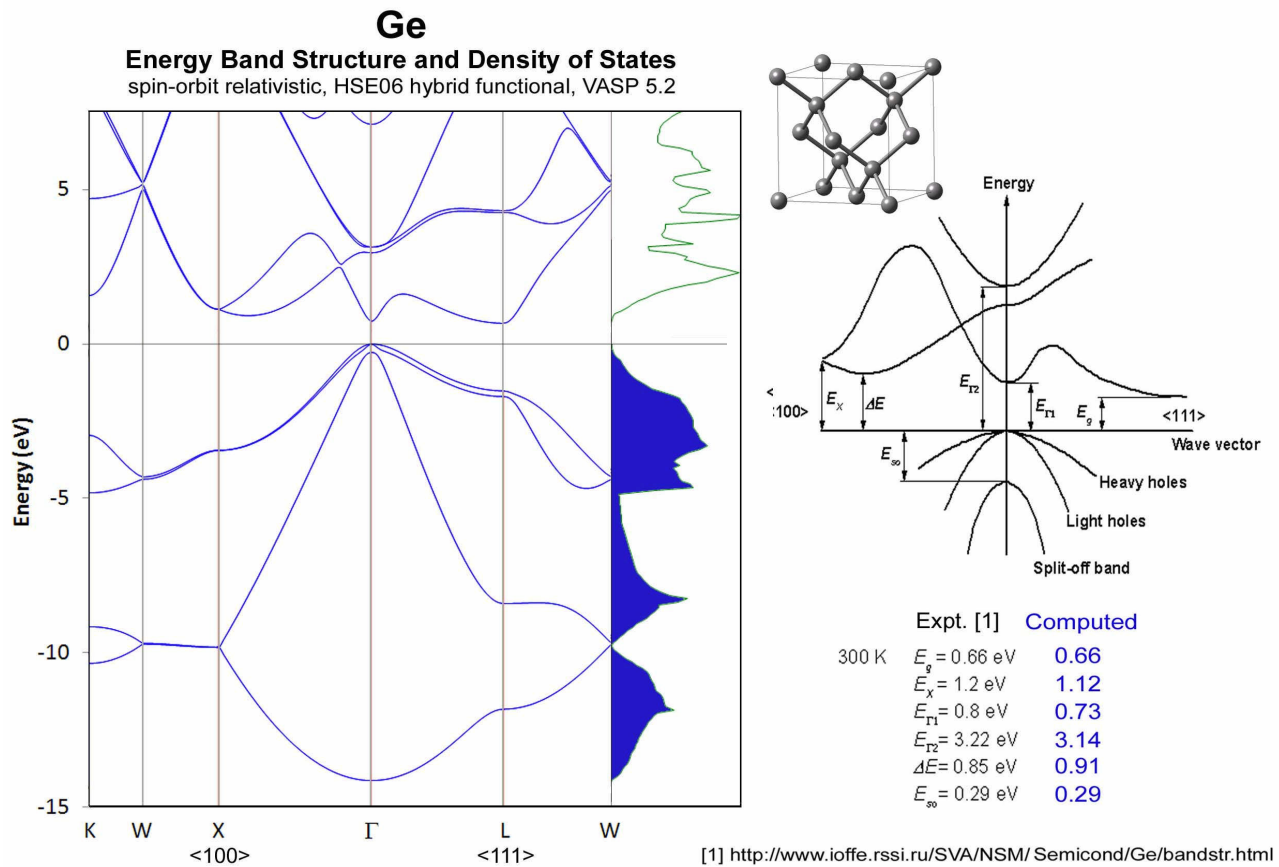 Ge
Energy Band Structure and Density of States
spin-orbit relativistic, HSE06 hybrid functional, VASP 5.2
Energy (eV)
5
0
-5
-10
-15
K W X Γ L W
<100> <111>
Energy
E_Γ2
E_X ΔE E_Γ1 E_g
<
:100> <111>
Wave vector
E_so
Heavy holes
Light holes
Split-off band
Expt. [1] Computed
300 K E_g = 0.66 eV 0.66
E_X = 1.2 eV 1.12
E_Γ1 = 0.8 eV 0.73
E_Γ2 = 3.22 eV 3.14
ΔE = 0.85 eV 0.91
E_so = 0.29 eV 0.29
[1] http://www.ioffe.rssi.ru/SVA/NSM/ Semicond/Ge/bandstr.html